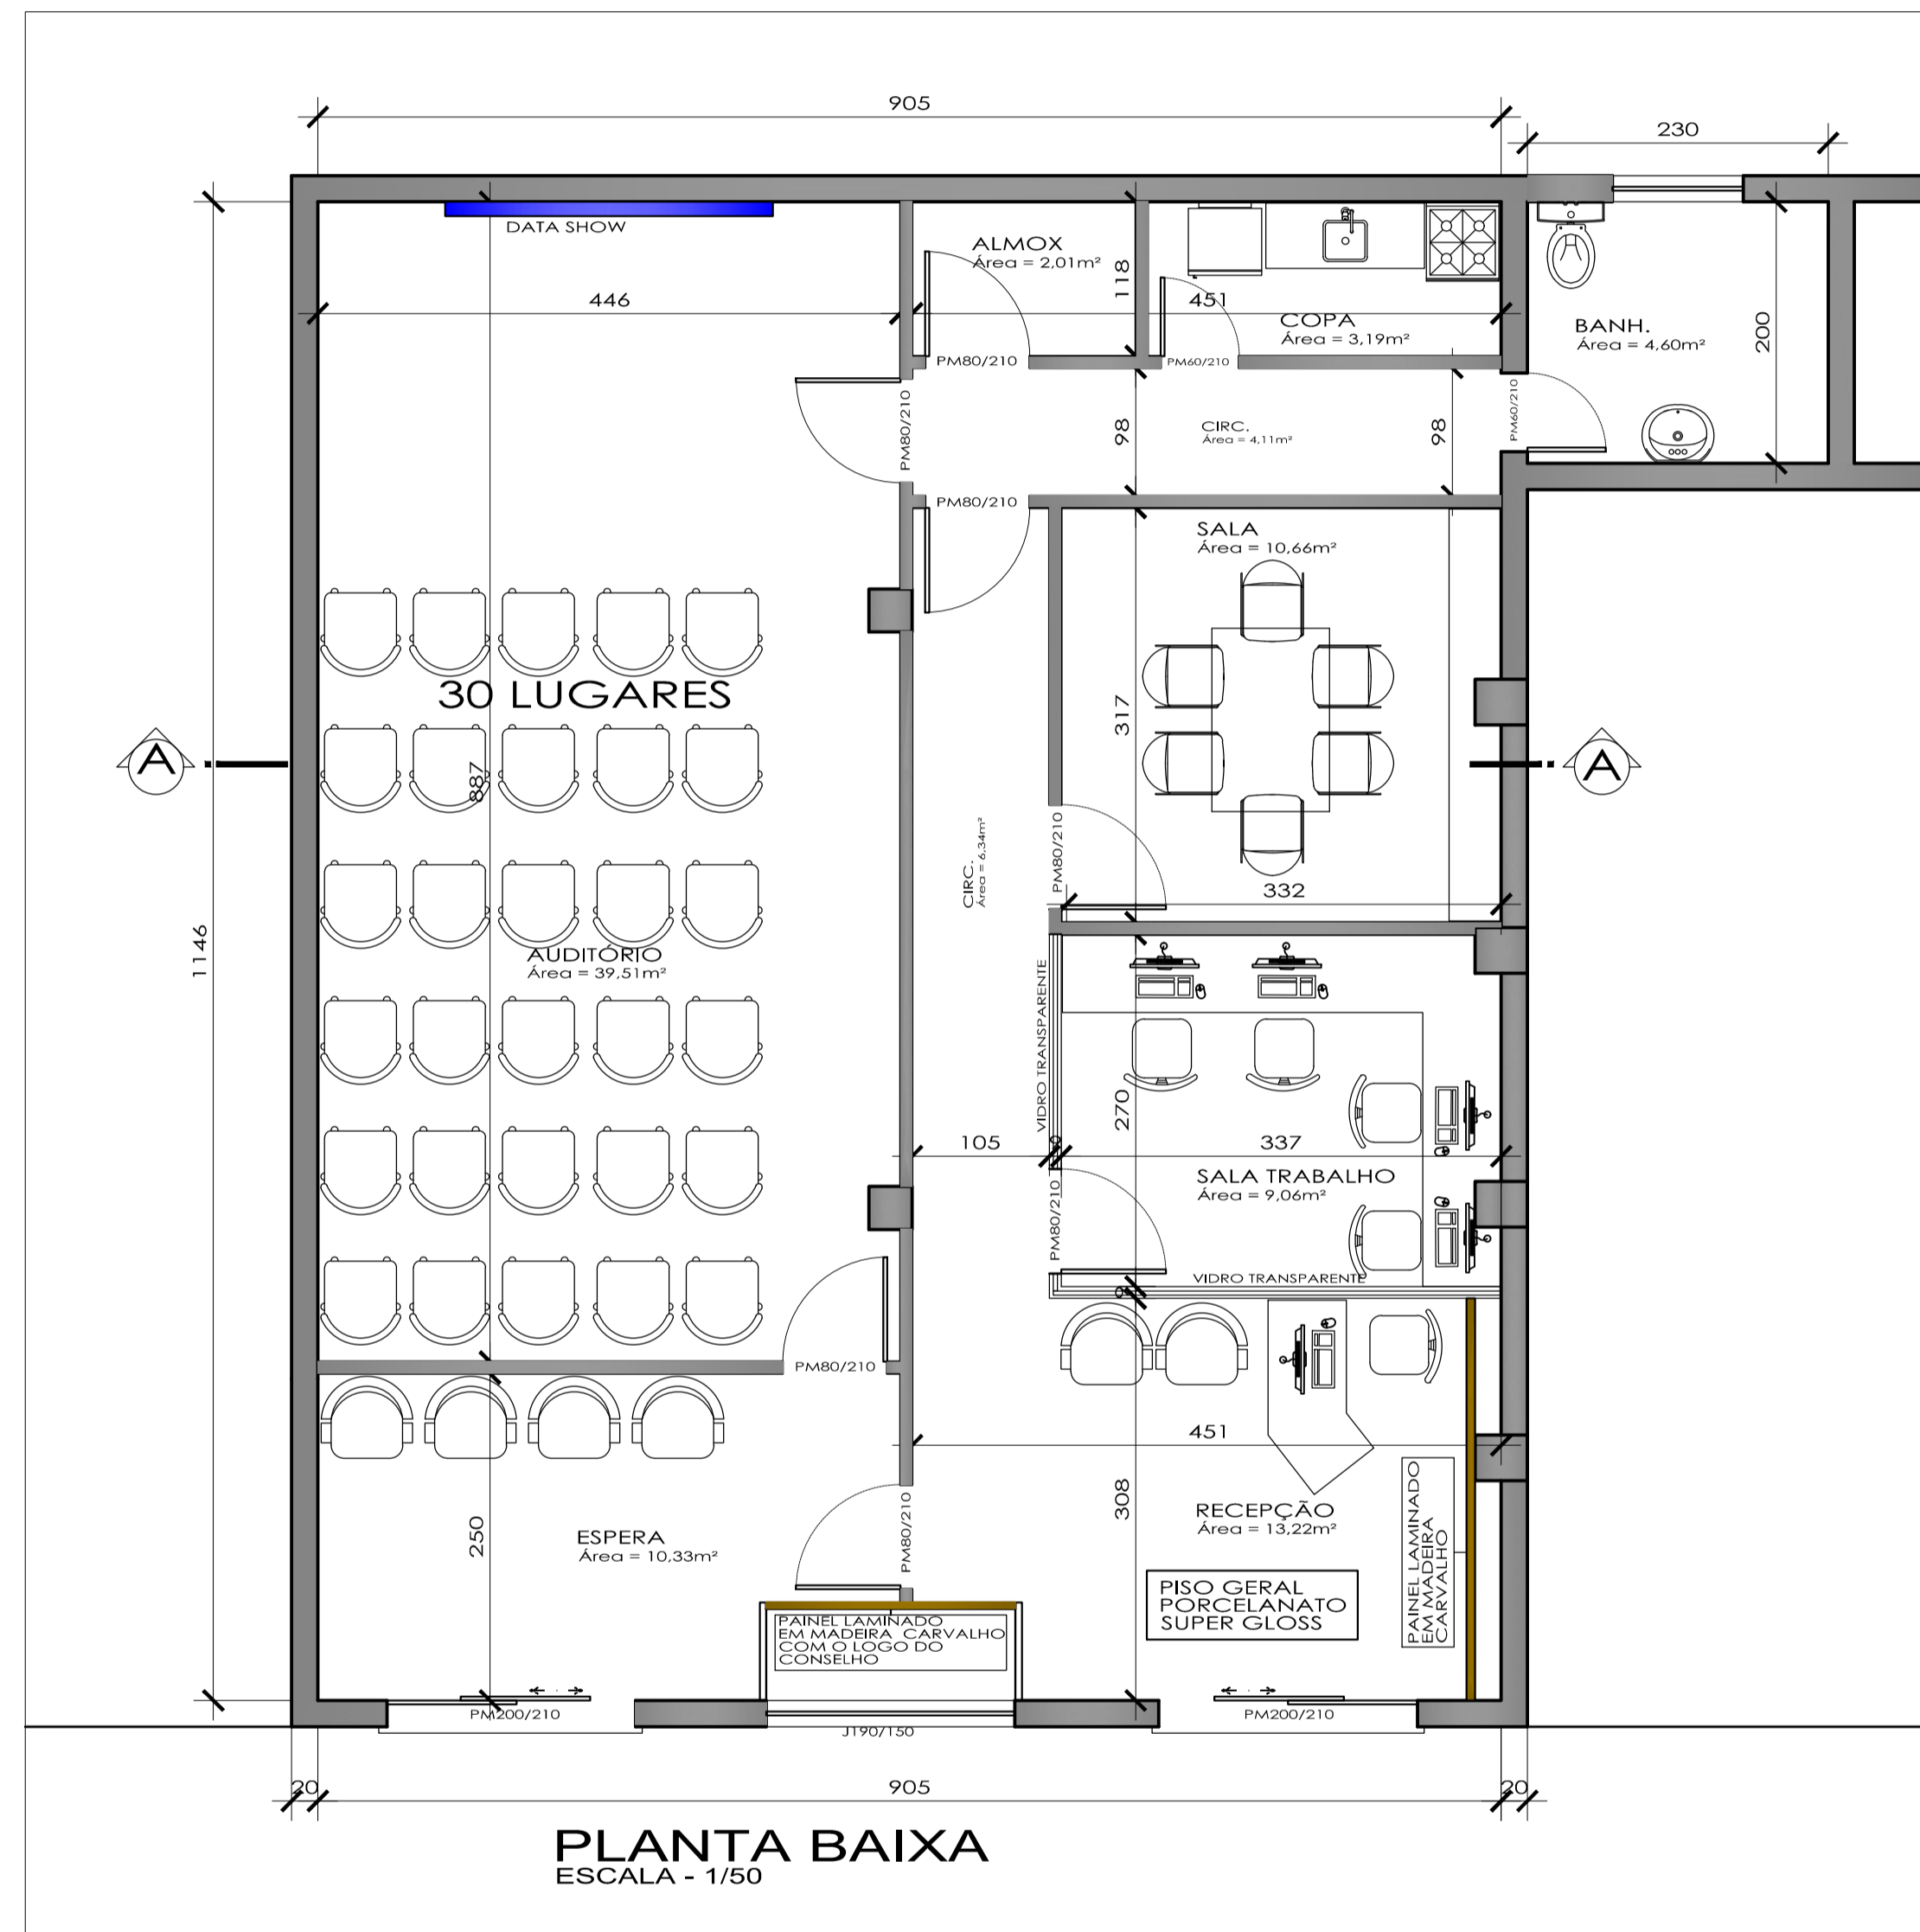 905
230
DATA SHOW
ALMOX
Área = 2,01m²
118
446
451
COPA
Área = 3,19m²
BANH.
Área = 4,60m²
200
PM80/210
PM60/210
PM80/210
98
CIRC.
Área = 4,11m²
98
PM60/210
PM80/210
SALA
Área = 10,66m²
30 LUGARES
317
A
A
887
CIRC.
Área = 6,34m²
PM80/210
332
1146
AUDITÓRIO
Área = 39,51m²
VIDRO TRANSPARENTE
270
105
337
SALA TRABALHO
Área = 9,06m²
PM80/210
VIDRO TRANSPARENTE
PM80/210
451
308
250
ESPERA
Área = 10,33m²
PM80/210
RECEPÇÃO
Área = 13,22m²
PAINEL LAMINADO
EM MADEIRA
CARVALHO
PISO GERAL
PORCELANATO
SUPER GLOSS
PAINEL LAMINADO
EM MADEIRA CARVALHO
COM O LOGO DO
CONSELHO
PM200/210
J190/150
PM200/210
20
905
20
PLANTA BAIXA
ESCALA - 1/50